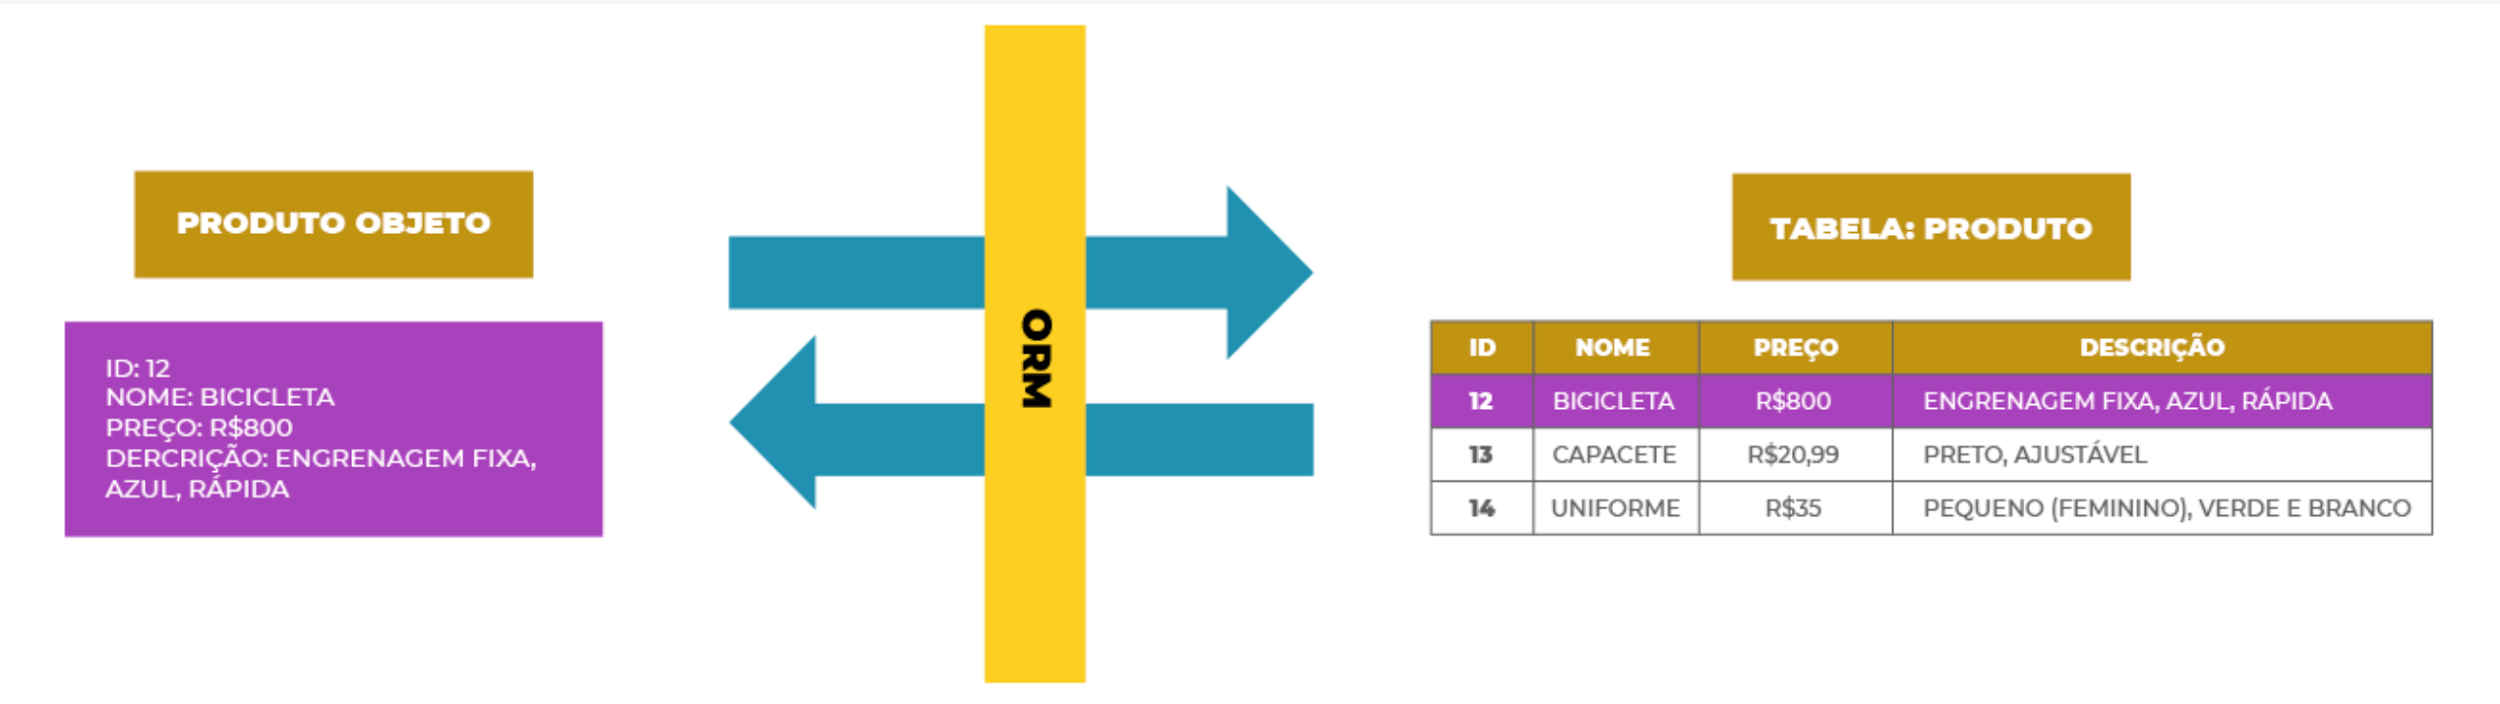 PRODUTO OBJETO
ID: 12
NOME: BICICLETA
PREÇO: R$800
DERCRIÇÃO: ENGRENAGEM FIXA,
AZUL, RÁPIDA
ORM
TABELA: PRODUTO
ID NOME PREÇO DESCRIÇÃO
12 BICICLETA R$800 ENGRENAGEM FIXA, AZUL, RÁPIDA
13 CAPACETE R$20,99 PRETO, AJUSTÁVEL
14 UNIFORME R$35 PEQUENO (FEMININO), VERDE E BRANCO